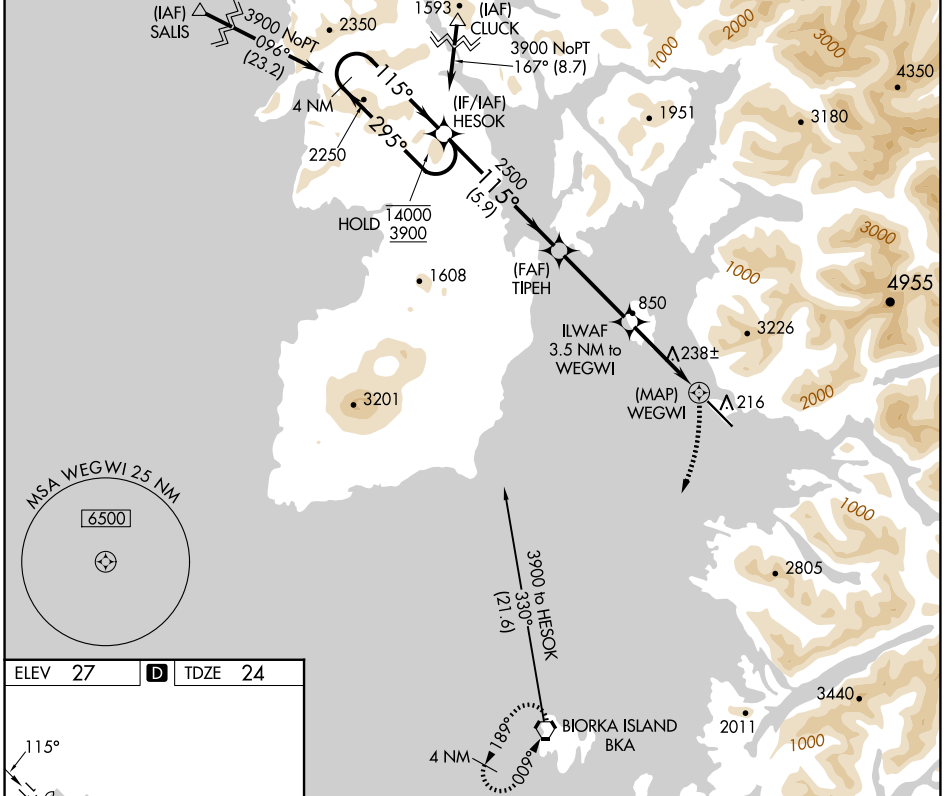 (IAF)
SALIS
3900 NoPT
096°
(23.2)
2350
1593
(IAF)
CLUCK
3900 NoPT
167° (8.7)
1000
2000
3000
4350
4 NM
115°
295°
2250
(IF/IAF)
HESOK
1951
3180
HOLD
14000
3900
2500
115°
(5.9)
1608
(FAF)
TIPEH
1000
3000
4955
850
ILWAF
3.5 NM to
WEGWI
238±
3226
3201
(MAP)
WEGWI
216
2000
MSA WEGWI 25 NM
6500
1000
2805
3900 to HESOK
330°
(21.6)
ELEV 27
D
TDZE 24
115°
189°
009°
4 NM
BIORKA ISLAND
BKA
2011
3440
1000